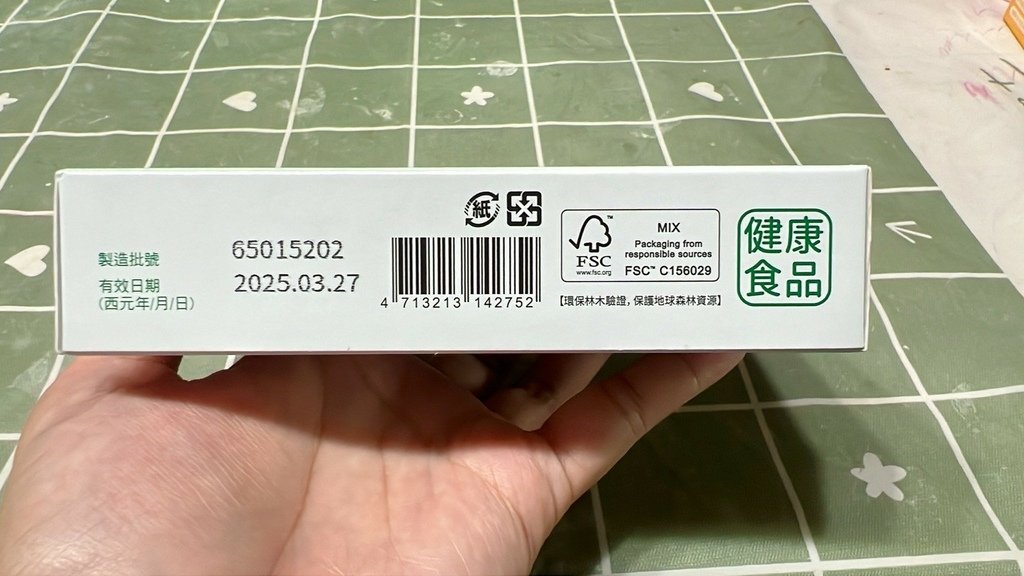 製造批號
65015202
有效日期
(西元年/月/日)
2025.03.27
紙
4 713213 142752
FSC™
www.fsc.org
MIX
Packaging from
responsible sources
FSC™ C156029
【環保林木驗證，保護地球森林資源】
健康
食品